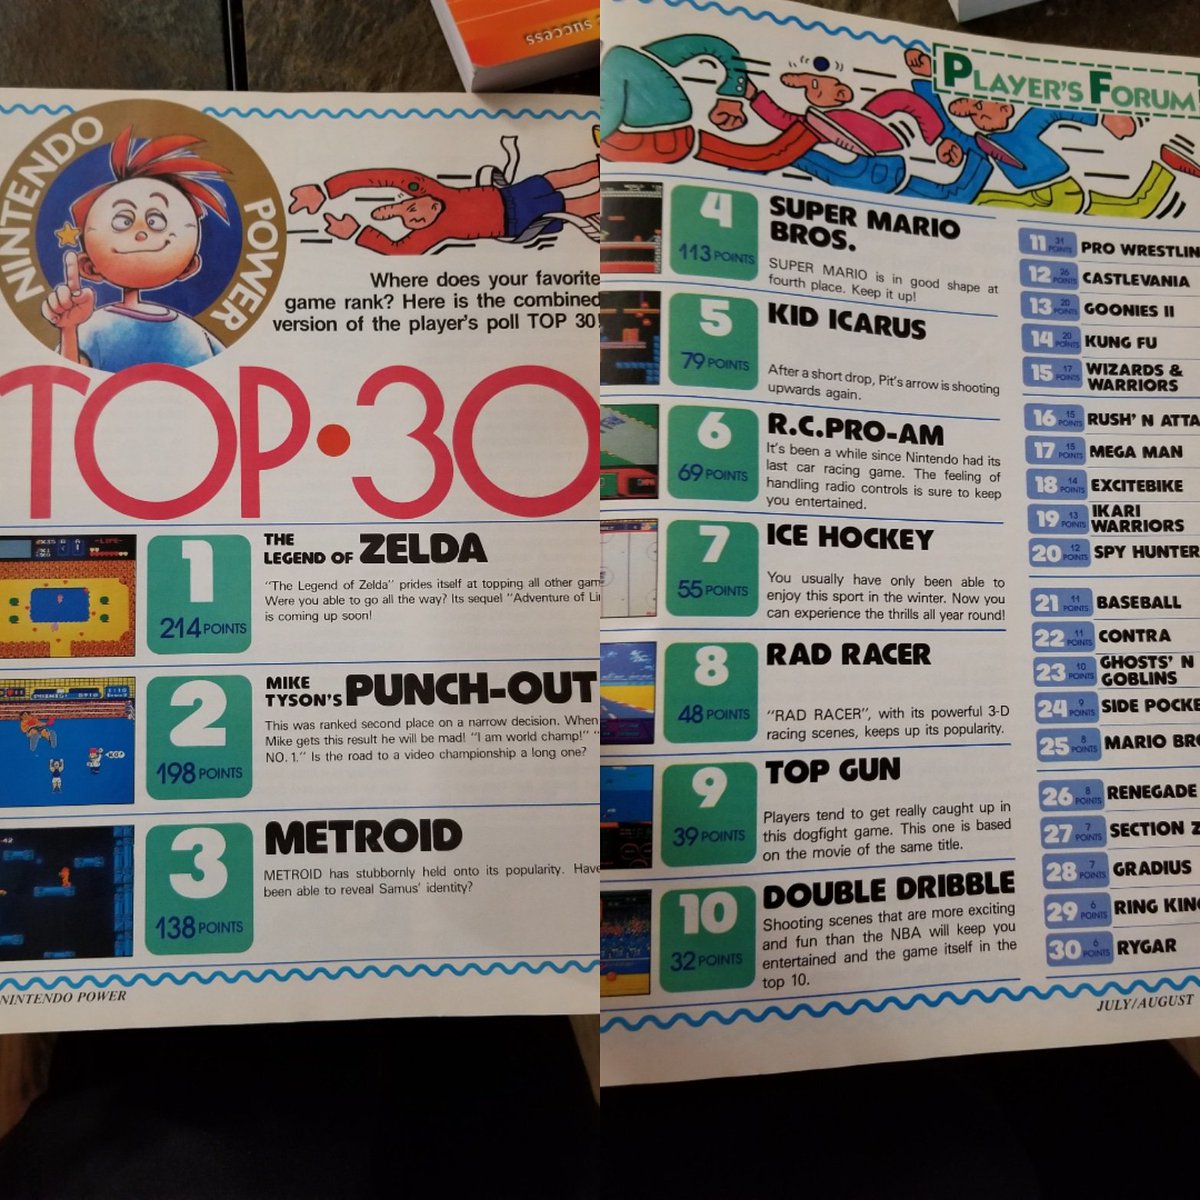 success
NINTENDO
POWER
Where does your favorite
game rank? Here is the combined
version of the player's poll TOP 30!
TOP•30
1
214 POINTS
THE
LEGEND OF ZELDA
"The Legend of Zelda" prides itself at topping all other gam
Were you able to go all the way? Its sequel "Adventure of Li
is coming up soon!
2
198 POINTS
MIKE
TYSON'S PUNCH-OUT
This was ranked second place on a narrow decision. When
Mike gets this result he will be mad! "I am world champ!" "
NO. 1." Is the road to a video championship a long one?
3
138 POINTS
METROID
METROID has stubbornly held onto its popularity. Have
been able to reveal Samus' identity?
NINTENDO POWER
PLAYER'S FORUM
4
113 POINTS
SUPER MARIO
BROS.
SUPER MARIO is in good shape at
fourth place. Keep it up!
5
79 POINTS
KID ICARUS
After a short drop, Pit's arrow is shooting
upwards again.
6
69 POINTS
R.C.PRO-AM
It's been a while since Nintendo had its
last car racing game. The feeling of
handling radio controls is sure to keep
you entertained.
7
55 POINTS
ICE HOCKEY
You usually have only been able to
enjoy this sport in the winter. Now you
can experience the thrills all year round!
8
48 POINTS
RAD RACER
"RAD RACER", with its powerful 3-D
racing scenes, keeps up its popularity.
9
39 POINTS
TOP GUN
Players tend to get really caught up in
this dogfight game. This one is based
on the movie of the same title.
10
32 POINTS
DOUBLE DRIBBLE
Shooting scenes that are more exciting
and fun than the NBA will keep you
entertained and the game itself in the
top 10.
11 31 POINTS PRO WRESTLIN
12 26 POINTS CASTLEVANIA
13 20 POINTS GOONIES II
14 20 POINTS KUNG FU
15 17 POINTS WIZARDS &
WARRIORS
16 15 POINTS RUSH' N ATTA
17 15 POINTS MEGA MAN
18 14 POINTS EXCITEBIKE
19 13 POINTS IKARI
WARRIORS
20 12 POINTS SPY HUNTER
21 11 POINTS BASEBALL
22 11 POINTS CONTRA
23 10 POINTS GHOSTS' N
GOBLINS
24 9 POINTS SIDE POCKE
25 8 POINTS MARIO BRO
26 8 POINTS RENEGADE
27 7 POINTS SECTION Z
28 7 POINTS GRADIUS
29 6 POINTS RING KING
30 6 POINTS RYGAR
JULY/AUGUST